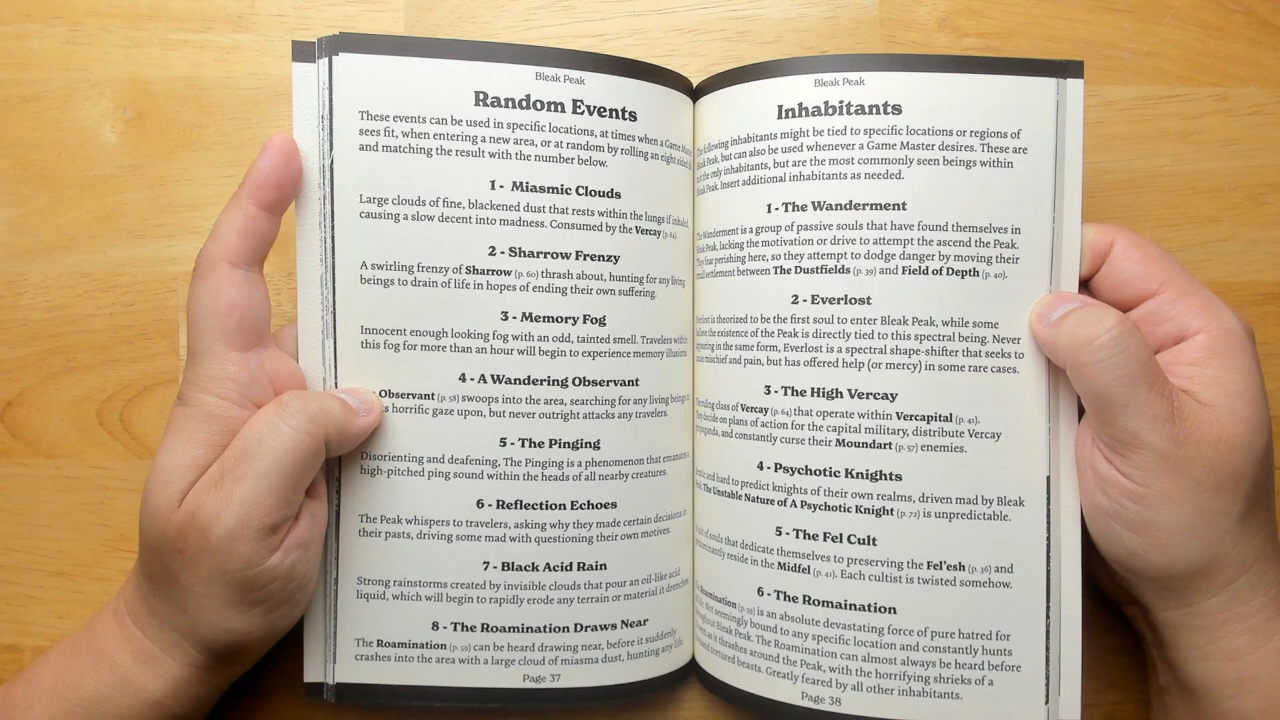 Bleak Peak
Random Events
These events can be used in specific locations, at times when a Game
sees fit, when entering a new area, or at random by rolling an eight sided
and matching the result with the number below.
1 - Miasmic Clouds
Large clouds of fine, blackened dust that rests within the lungs if inhaled,
causing a slow decent into madness. Consumed by the Vercay (p. 64).
2 - Sharrow Frenzy
A swirling frenzy of Sharrow (p. 60) thrash about, hunting for any living
beings to drain of life in hopes of ending their own suffering.
3 - Memory Fog
Innocent enough looking fog with an odd, tainted smell. Travelers within
this fog for more than an hour will begin to experience memory illusions.
4 - A Wandering Observant
Observant (p. 58) swoops into the area, searching for any living beings to
horrific gaze upon, but never outright attacks any travelers.
5 - The Pinging
Disorienting and deafening, The Pinging is a phenomenon that emanates a
high-pitched ping sound within the heads of all nearby creatures.
6 - Reflection Echoes
The Peak whispers to travelers, asking why they made certain decisions in
their pasts, driving some mad with questioning their own motives.
7 - Black Acid Rain
Strong rainstorms created by invisible clouds that pour an oil-like acid
liquid, which will begin to rapidly erode any terrain or material it drenches.
8 - The Roamination Draws Near
The Roamination (p. 59) can be heard drawing near, before it suddenly
crashes into the area with a large cloud of miasma dust, hunting any life.
Page 37
Bleak Peak
Inhabitants
The following inhabitants might be tied to specific locations or regions of
Bleak Peak, but can also be used whenever a Game Master desires. These are
not the only inhabitants, but are the most commonly seen beings within
Bleak Peak. Insert additional inhabitants as needed.
1 - The Wanderment
The Wanderment is a group of passive souls that have found themselves in
Bleak Peak, lacking the motivation or drive to attempt the ascend the Peak.
They fear perishing here, so they attempt to dodge danger by moving their
small settlement between The Dustfields (p. 39) and Field of Depth (p. 40).
2 - Everlost
Everlost is theorized to be the first soul to enter Bleak Peak, while some
believe the existence of the Peak is directly tied to this spectral being. Never
appearing in the same form, Everlost is a spectral shape-shifter that seeks to
mischief and pain, but has offered help (or mercy) in some rare cases.
3 - The High Vercay
The ruling class of Vercay (p. 64) that operate within Vercapital (p. 41).
They decide on plans of action for the capital military, distribute Vercay
propaganda, and constantly curse their Moundart (p. 57) enemies.
4 - Psychotic Knights
and hard to predict knights of their own realms, driven mad by Bleak
The Unstable Nature of A Psychotic Knight (p. 72) is unpredictable.
5 - The Fel Cult
of souls that dedicate themselves to preserving the Fel'esh (p. 36) and
predominantly reside in the Midfel (p. 41). Each cultist is twisted somehow.
6 - The Romaination
The Roamination (p. 59) is an absolute devastating force of pure hatred for
Not seemingly bound to any specific location and constantly hunts
throughout Bleak Peak. The Roamination can almost always be heard before
as it thrashes around the Peak, with the horrifying shrieks of a
tortured beasts. Greatly feared by all other inhabitants.
Page 38